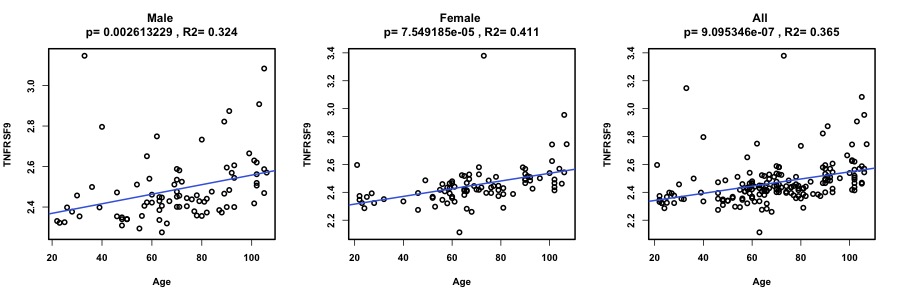 Male
p= 0.002613229 , R2= 0.324
TNFRSF9
3.0
2.8
2.6
2.4
20 40 60 80 100
Age
Female
p= 7.549185e-05 , R2= 0.411
TNFRSF9
3.4
3.2
3.0
2.8
2.6
2.4
2.2
20 40 60 80 100
Age
All
p= 9.095346e-07 , R2= 0.365
TNFRSF9
3.4
3.2
3.0
2.8
2.6
2.4
2.2
20 40 60 80 100
Age